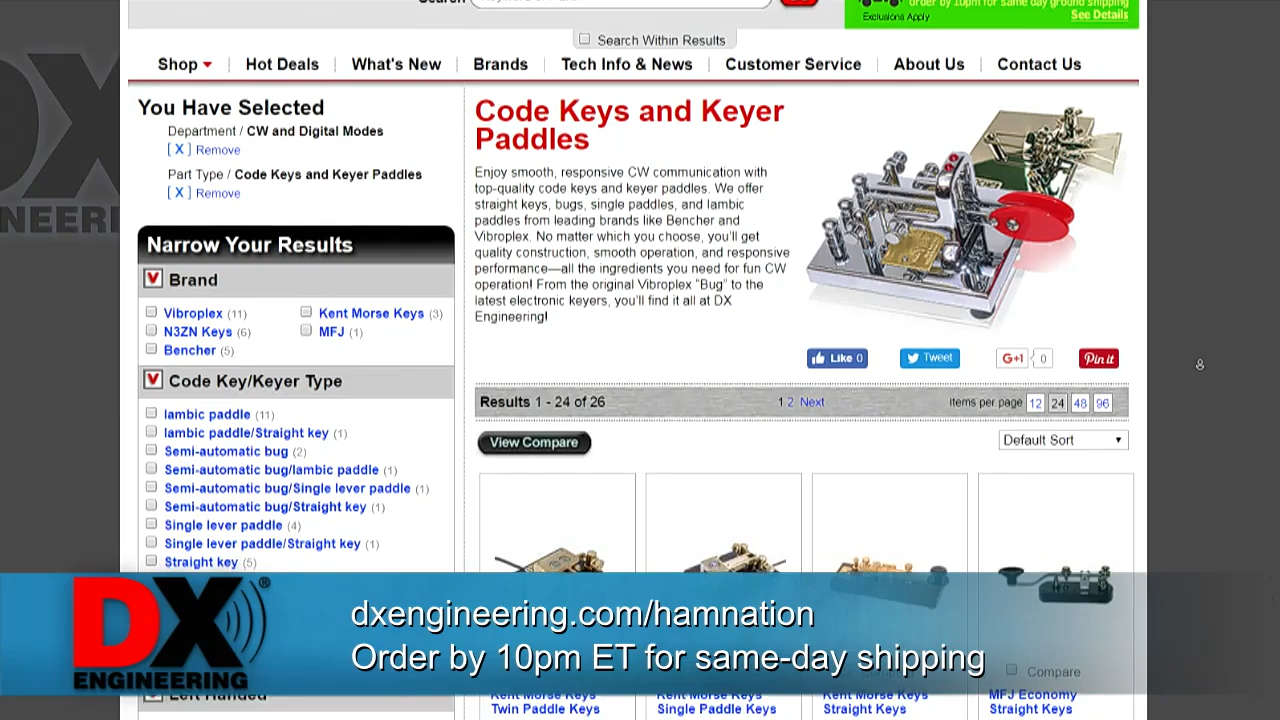 Search
order by 10pm for same day ground shipping
Exclusions Apply
See Details
Search Within Results
Shop
Hot Deals
What's New
Brands
Tech Info & News
Customer Service
About Us
Contact Us
You Have Selected
Department / CW and Digital Modes
[ X ] Remove
Part Type / Code Keys and Keyer Paddles
[ X ] Remove
Narrow Your Results
Brand
Vibroplex (11)
Kent Morse Keys (3)
N3ZN Keys (6)
MFJ (1)
Bencher (5)
Code Key/Keyer Type
Iambic paddle (11)
Iambic paddle/Straight key (1)
Semi-automatic bug (2)
Semi-automatic bug/Iambic paddle (1)
Semi-automatic bug/Single lever paddle (1)
Semi-automatic bug/Straight key (1)
Single lever paddle (4)
Single lever paddle/Straight key (1)
Straight key (5)
Left Handed
Code Keys and Keyer
Paddles
Enjoy smooth, responsive CW communication with
top-quality code keys and keyer paddles. We offer
straight keys, bugs, single paddles, and Iambic
paddles from leading brands like Bencher and
Vibroplex. No matter which you choose, you'll get
quality construction, smooth operation, and responsive
performance—all the ingredients you need for fun CW
operation! From the original Vibroplex "Bug" to the
latest electronic keyers, you'll find it all at DX
Engineering!
Like 0
Tweet
G+1 0
Pin it
Results 1 - 24 of 26
1 2 Next
Items per page 12 24 48 96
View Compare
Default Sort
Compare
Kent Morse Keys
Twin Paddle Keys
Kent Morse Keys
Single Paddle Keys
Kent Morse Keys
Straight Keys
MFJ Economy
Straight Keys
DX®
ENGINEERING
dxengineering.com/hamnation
Order by 10pm ET for same-day shipping